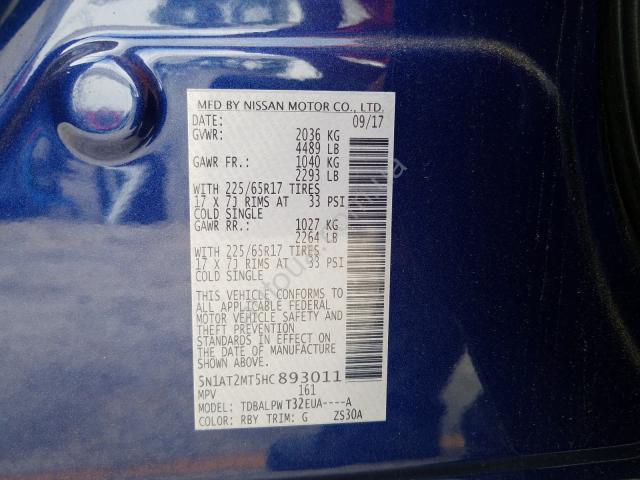 MFD BY NISSAN MOTOR CO., LTD.
DATE: 09/17
GVWR: 2036 KG
4489 LB
GAWR FR.: 1040 KG
2293 LB
WITH 225/65R17 TIRES
17 X 7J RIMS AT 33 PSI
COLD SINGLE
GAWR RR.: 1027 KG
2264 LB
WITH 225/65R17 TIRES
17 X 7J RIMS AT 33 PSI
COLD SINGLE
THIS VEHICLE CONFORMS TO
ALL APPLICABLE FEDERAL
MOTOR VEHICLE SAFETY AND
THEFT PREVENTION
STANDARDS IN EFFECT ON
THE DATE OF MANUFACTURE
SHOWN ABOVE.
5N1AT2MT5HC893011
MPV 161
MODEL: TDBALPW T32EUA----A
COLOR: RBY TRIM: G ZS30A